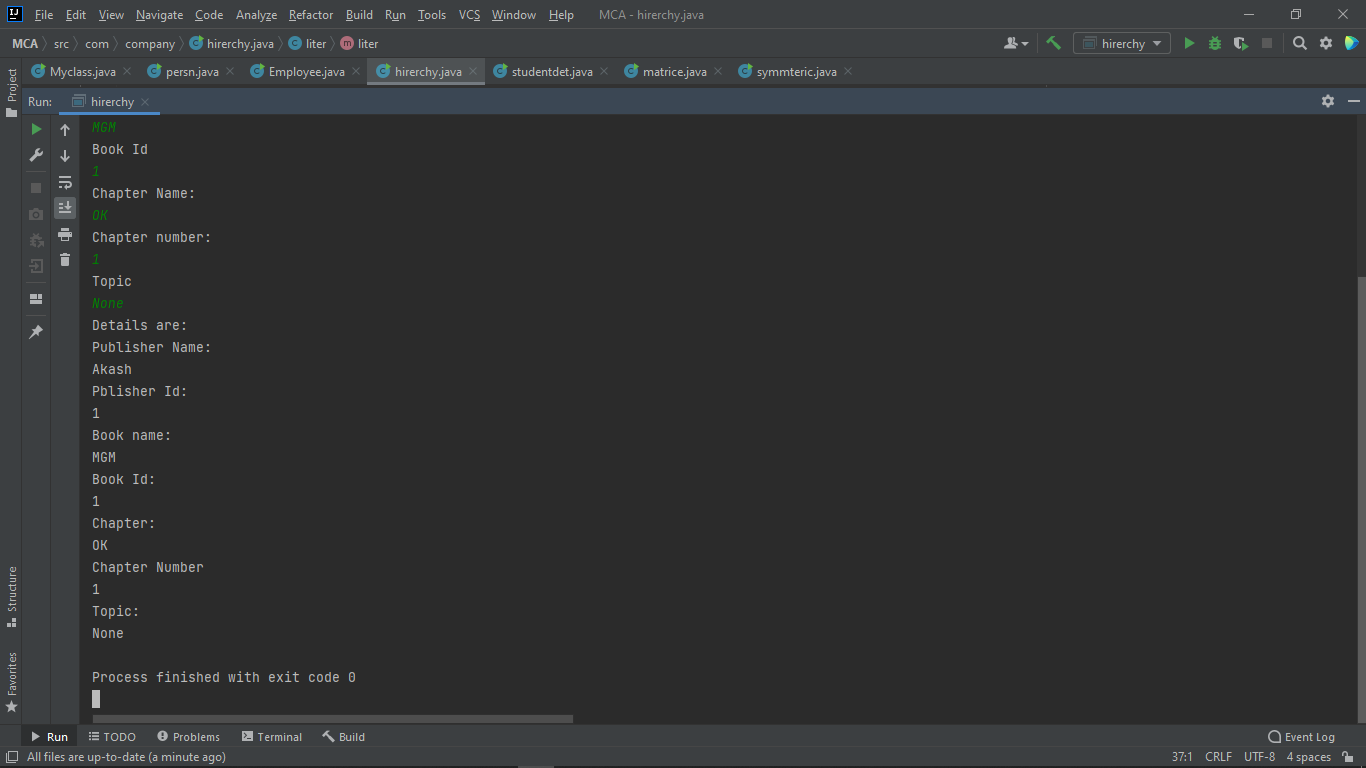 File Edit View Navigate Code Analyze Refactor Build Run Tools VCS Window Help MCA - hirerchy.java
MCA src com company hirerchy.java liter liter hirerchy
Myclass.java persn.java Employee.java hirerchy.java studentdet.java matrice.java symmteric.java
Project
Run: hirerchy
MGM
Book Id
1
Chapter Name:
OK
Chapter number:
1
Topic
None
Details are:
Publisher Name:
Akash
Pblisher Id:
1
Book name:
MGM
Book Id:
1
Chapter:
OK
Chapter Number
1
Topic:
None
Process finished with exit code 0
Structure
Favorites
Run TODO Problems Terminal Build Event Log
All files are up-to-date (a minute ago) 37:1 CRLF UTF-8 4 spaces